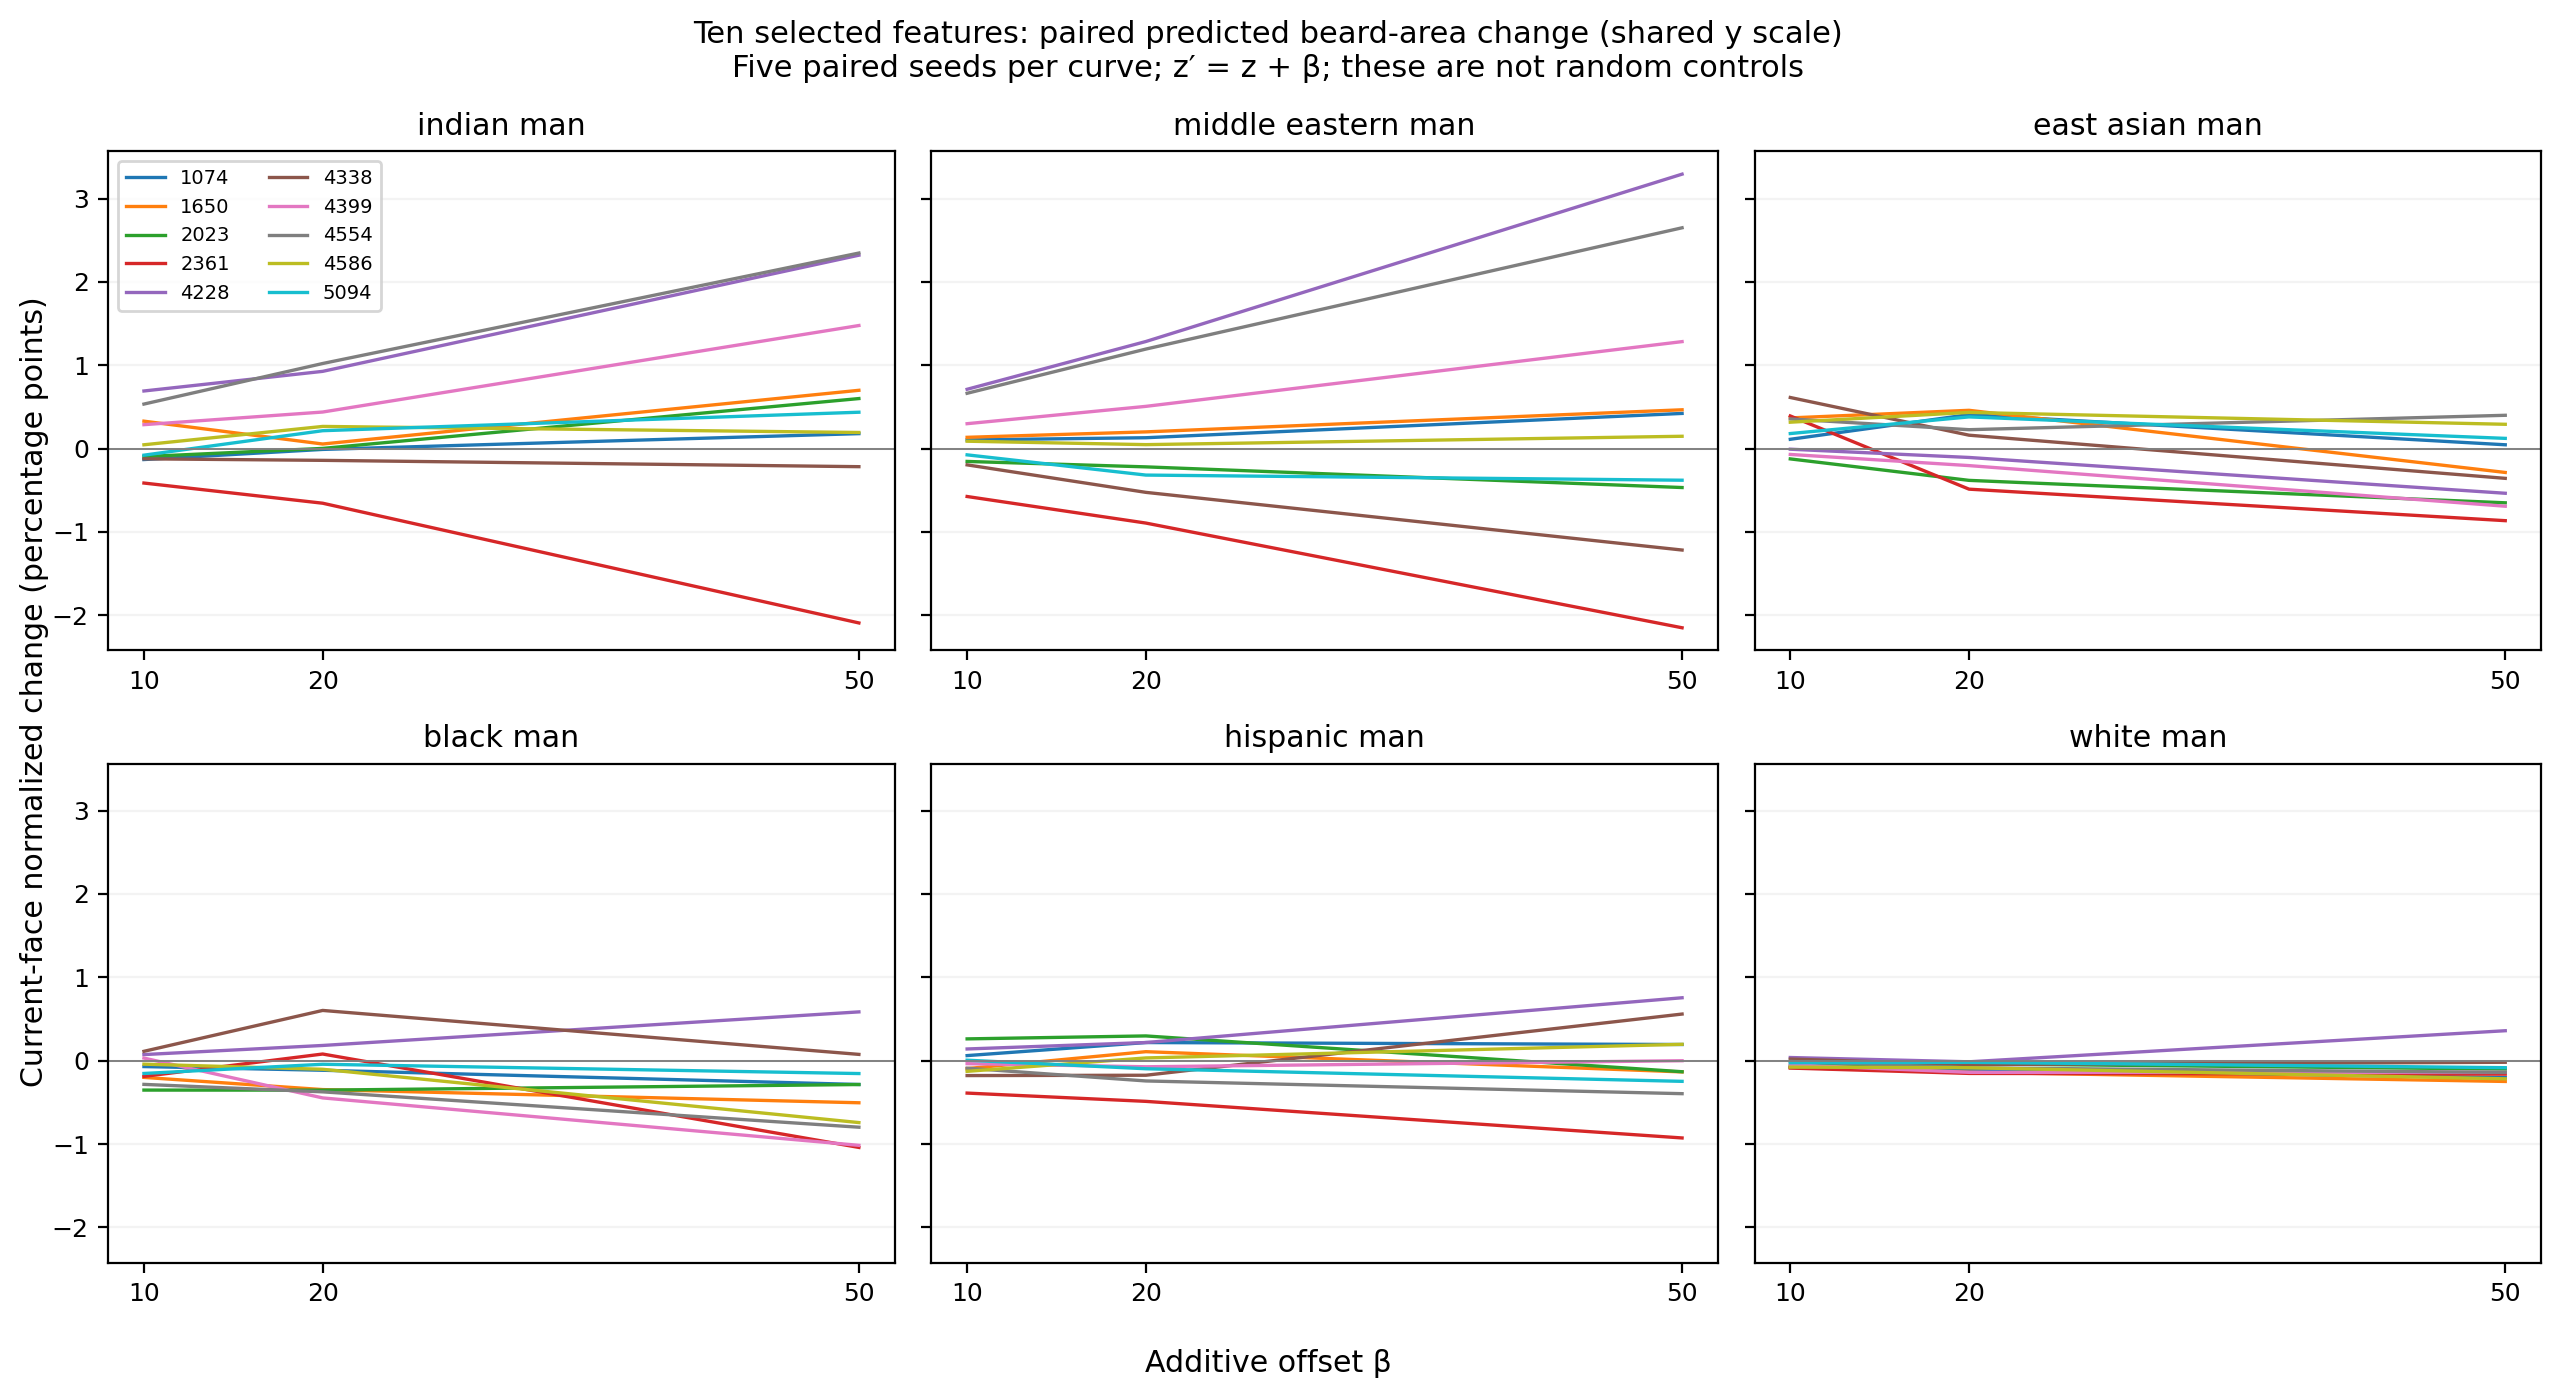 Ten selected features: paired predicted beard-area change (shared y scale)
Five paired seeds per curve; z′ = z + β; these are not random controls
indian man
middle eastern man
east asian man
1074
1650
2023
2361
4228
4338
4399
4554
4586
5094
3
2
1
0
−1
−2
10 20 50
10 20 50
10 20 50
black man
hispanic man
white man
3
2
1
0
−1
−2
10 20 50
10 20 50
10 20 50
Current-face normalized change (percentage points)
Additive offset β